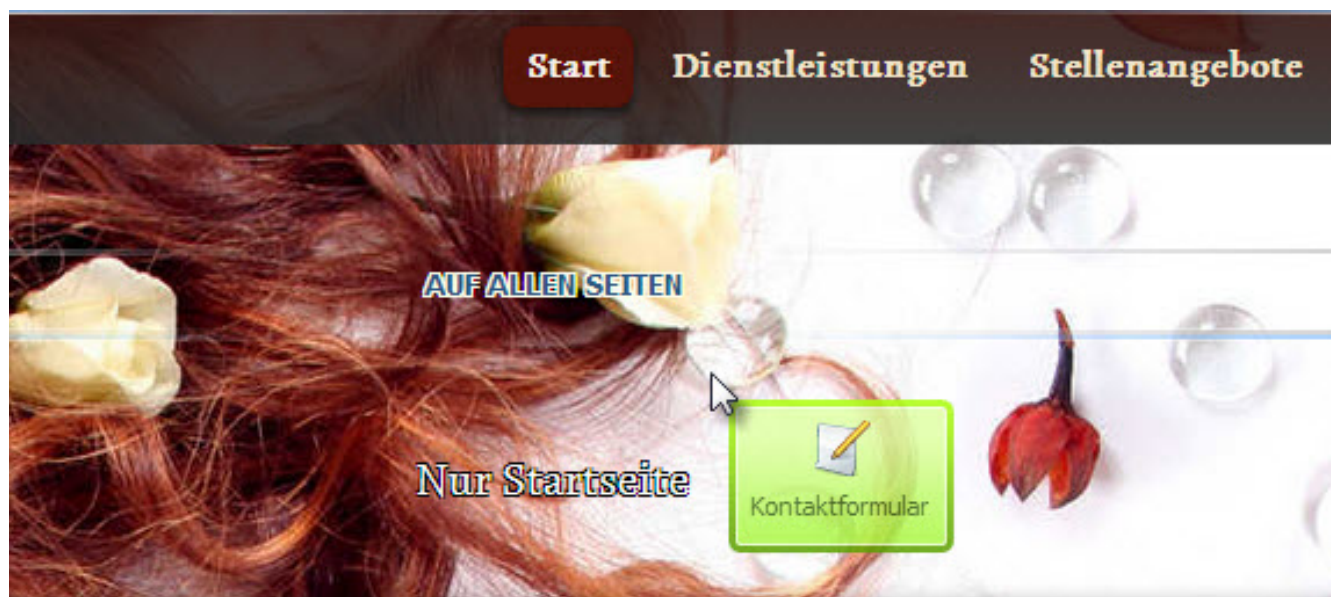 Start Dienstleistungen Stellenangebote
AUF ALLEN SEITEN
Nur Startseite
Kontaktformular